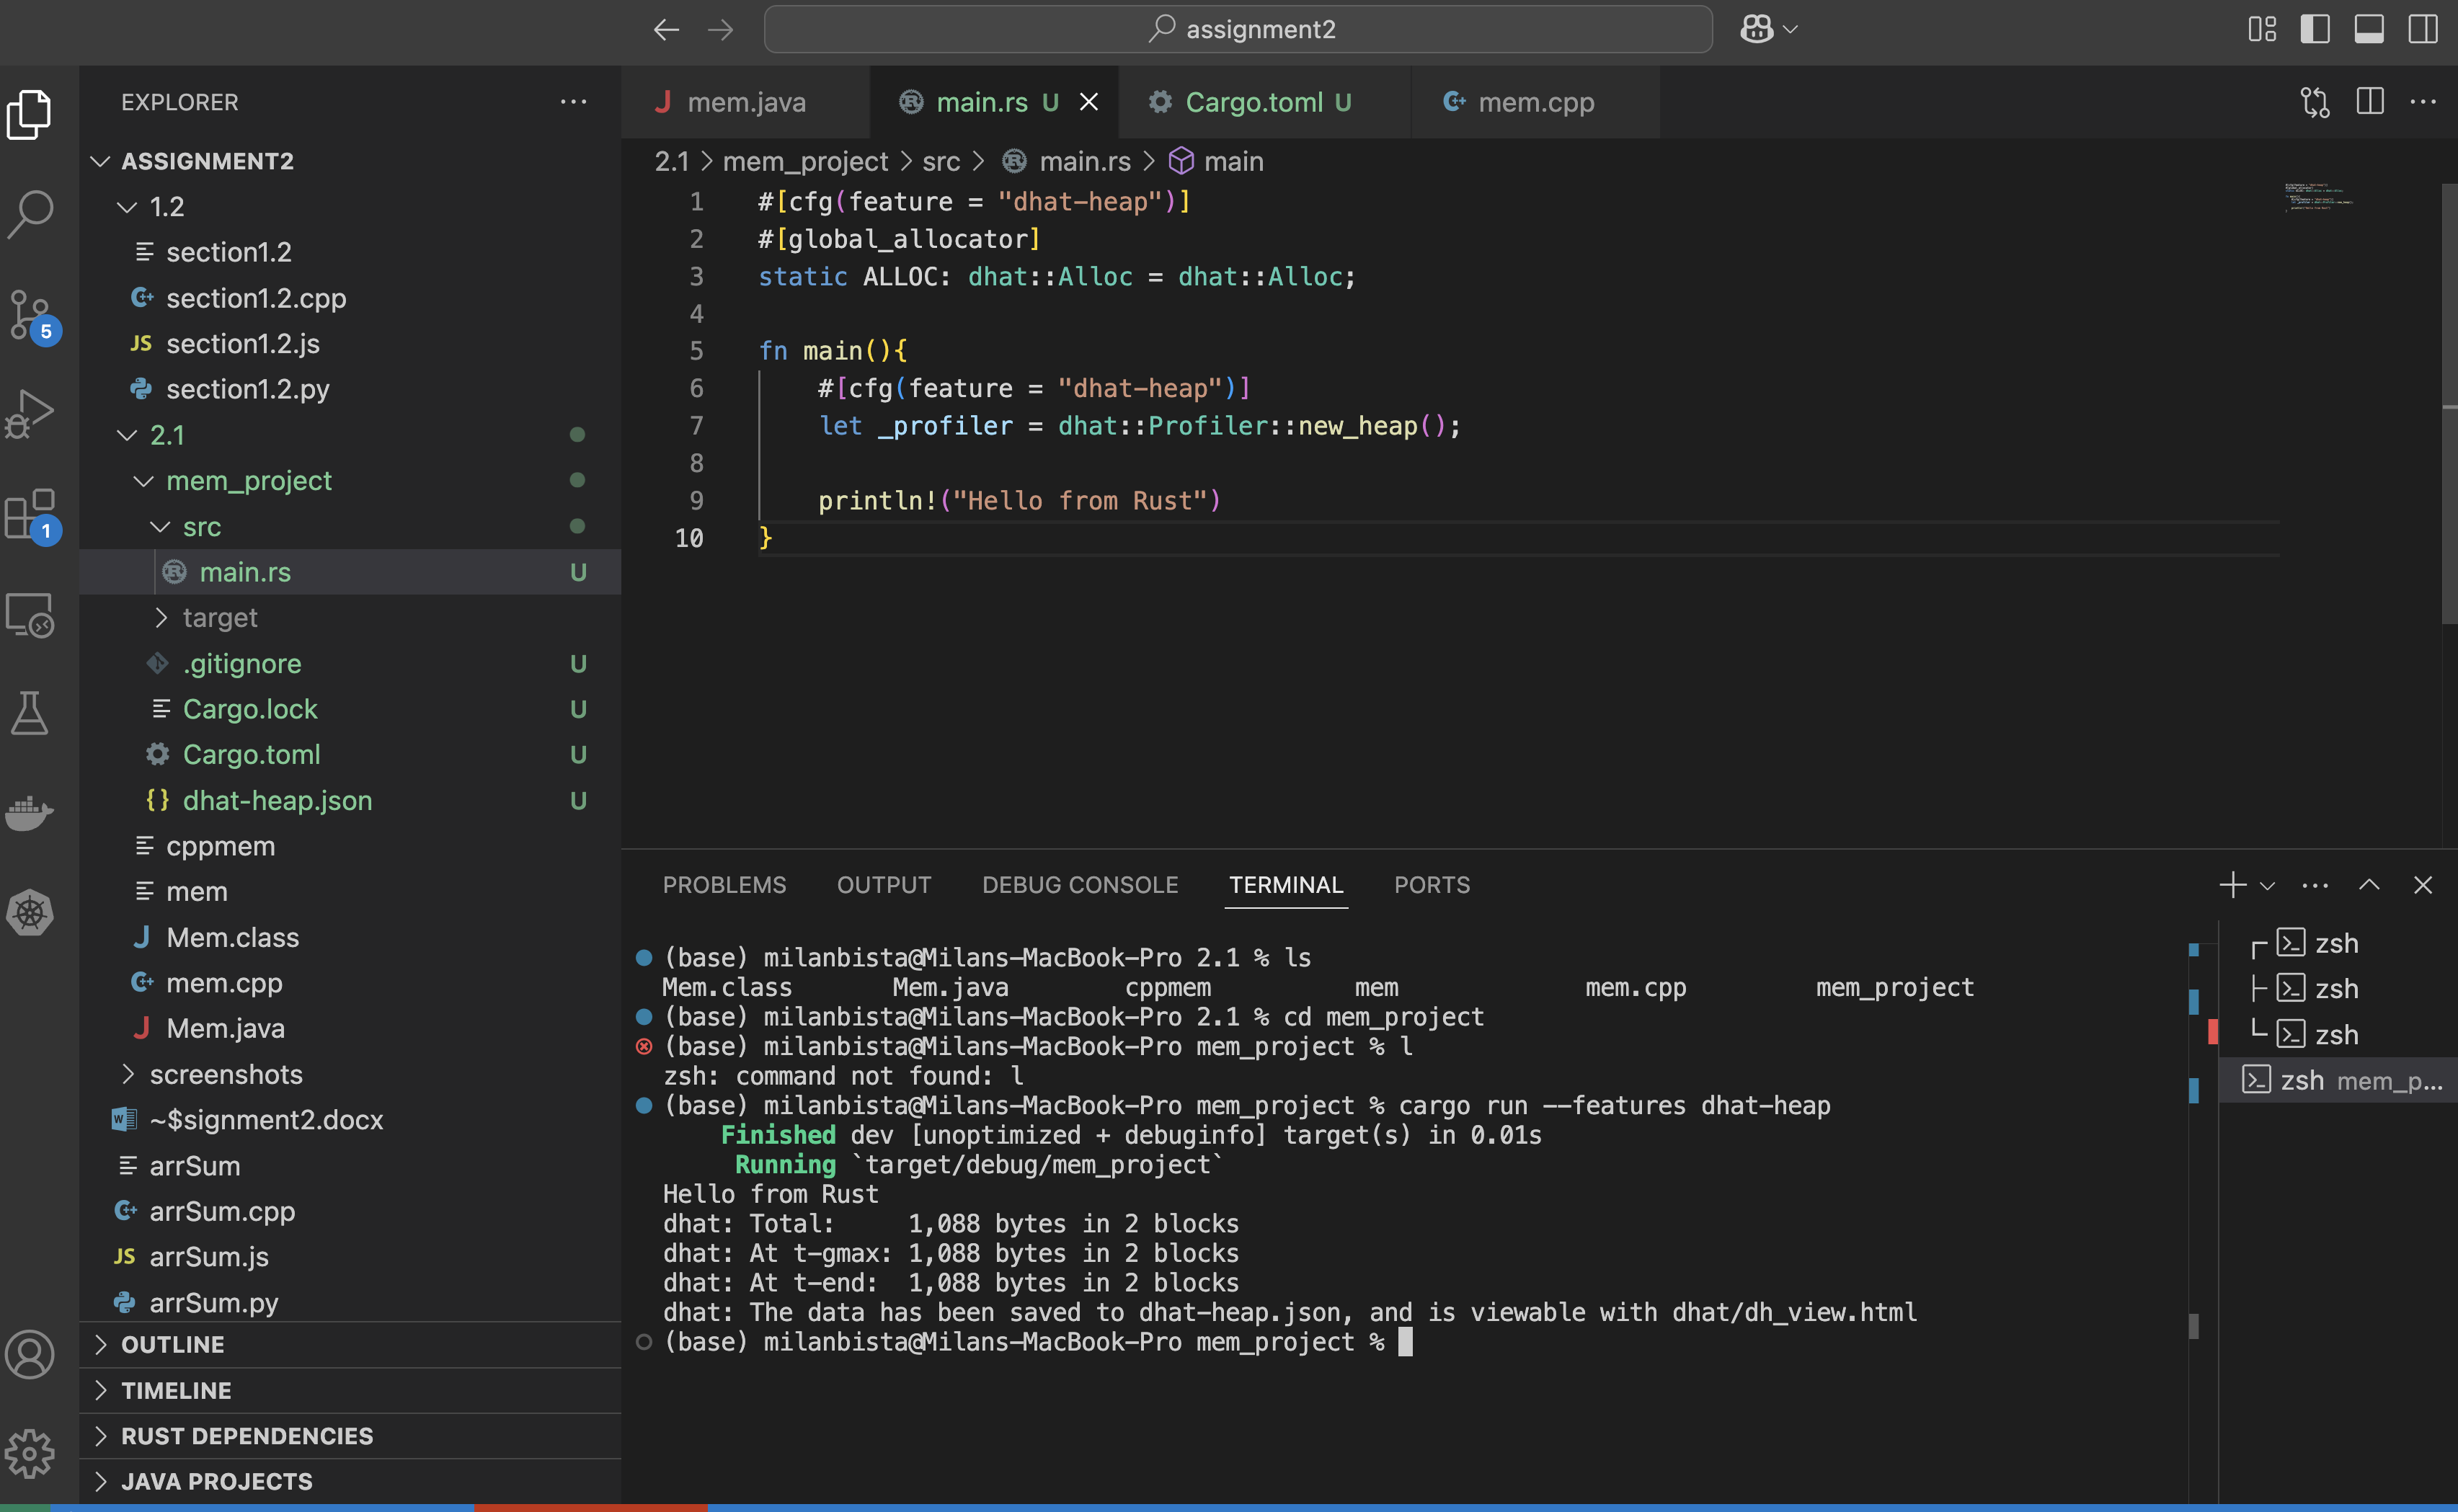 assignment2
EXPLORER
ASSIGNMENT2
1.2
section1.2
section1.2.cpp
JS section1.2.js
section1.2.py
2.1
mem_project
src
main.rs U
target
.gitignore U
Cargo.lock U
Cargo.toml U
{} dhat-heap.json U
cppmem
mem
J Mem.class
mem.cpp
J Mem.java
screenshots
~$signment2.docx
arrSum
arrSum.cpp
JS arrSum.js
arrSum.py
OUTLINE
TIMELINE
RUST DEPENDENCIES
JAVA PROJECTS
5
1
J mem.java
main.rs U
Cargo.toml U
mem.cpp
2.1 > mem_project > src > main.rs > main
1 #[cfg(feature = "dhat-heap")]
2 #[global_allocator]
3 static ALLOC: dhat::Alloc = dhat::Alloc;
4
5 fn main(){
6 #[cfg(feature = "dhat-heap")]
7 let _profiler = dhat::Profiler::new_heap();
8
9 println!("Hello from Rust")
10 }
PROBLEMS OUTPUT DEBUG CONSOLE TERMINAL PORTS
(base) milanbista@Milans-MacBook-Pro 2.1 % ls
Mem.class Mem.java cppmem mem mem.cpp mem_project
(base) milanbista@Milans-MacBook-Pro 2.1 % cd mem_project
(base) milanbista@Milans-MacBook-Pro mem_project % l
zsh: command not found: l
(base) milanbista@Milans-MacBook-Pro mem_project % cargo run --features dhat-heap
Finished dev [unoptimized + debuginfo] target(s) in 0.01s
Running `target/debug/mem_project`
Hello from Rust
dhat: Total: 1,088 bytes in 2 blocks
dhat: At t-gmax: 1,088 bytes in 2 blocks
dhat: At t-end: 1,088 bytes in 2 blocks
dhat: The data has been saved to dhat-heap.json, and is viewable with dhat/dh_view.html
(base) milanbista@Milans-MacBook-Pro mem_project %
zsh
zsh
zsh
zsh mem_p...